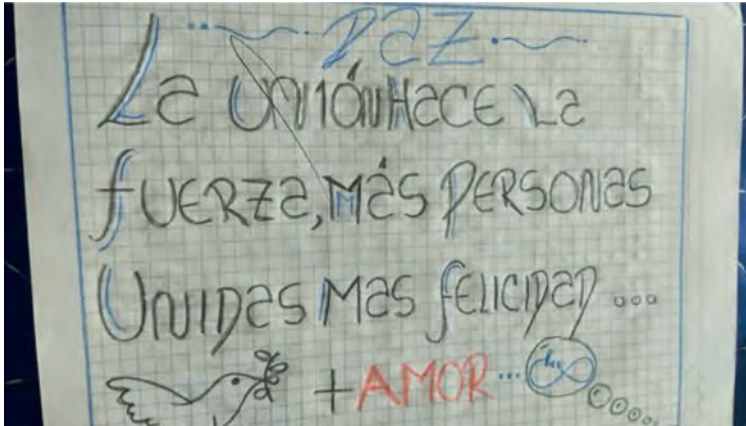 PaZ
La UNIÓN HaCE La
fUERZa, MÁS PERSONaS
UNIDaS MaS fELICIDaD ...
+ AMOR ...